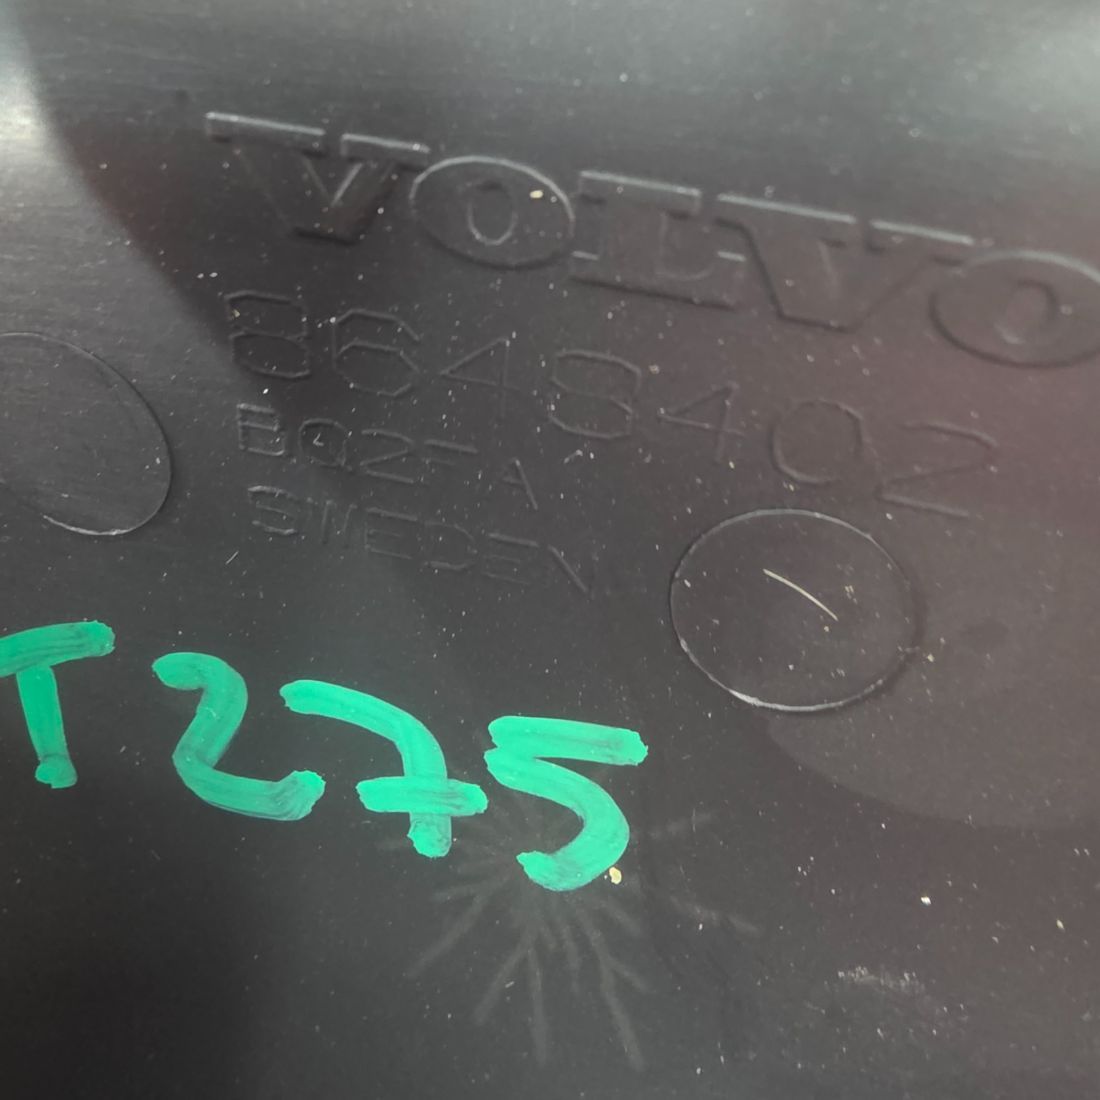 VOLVO
8648402
BQ2F A
SWEDEN
T275